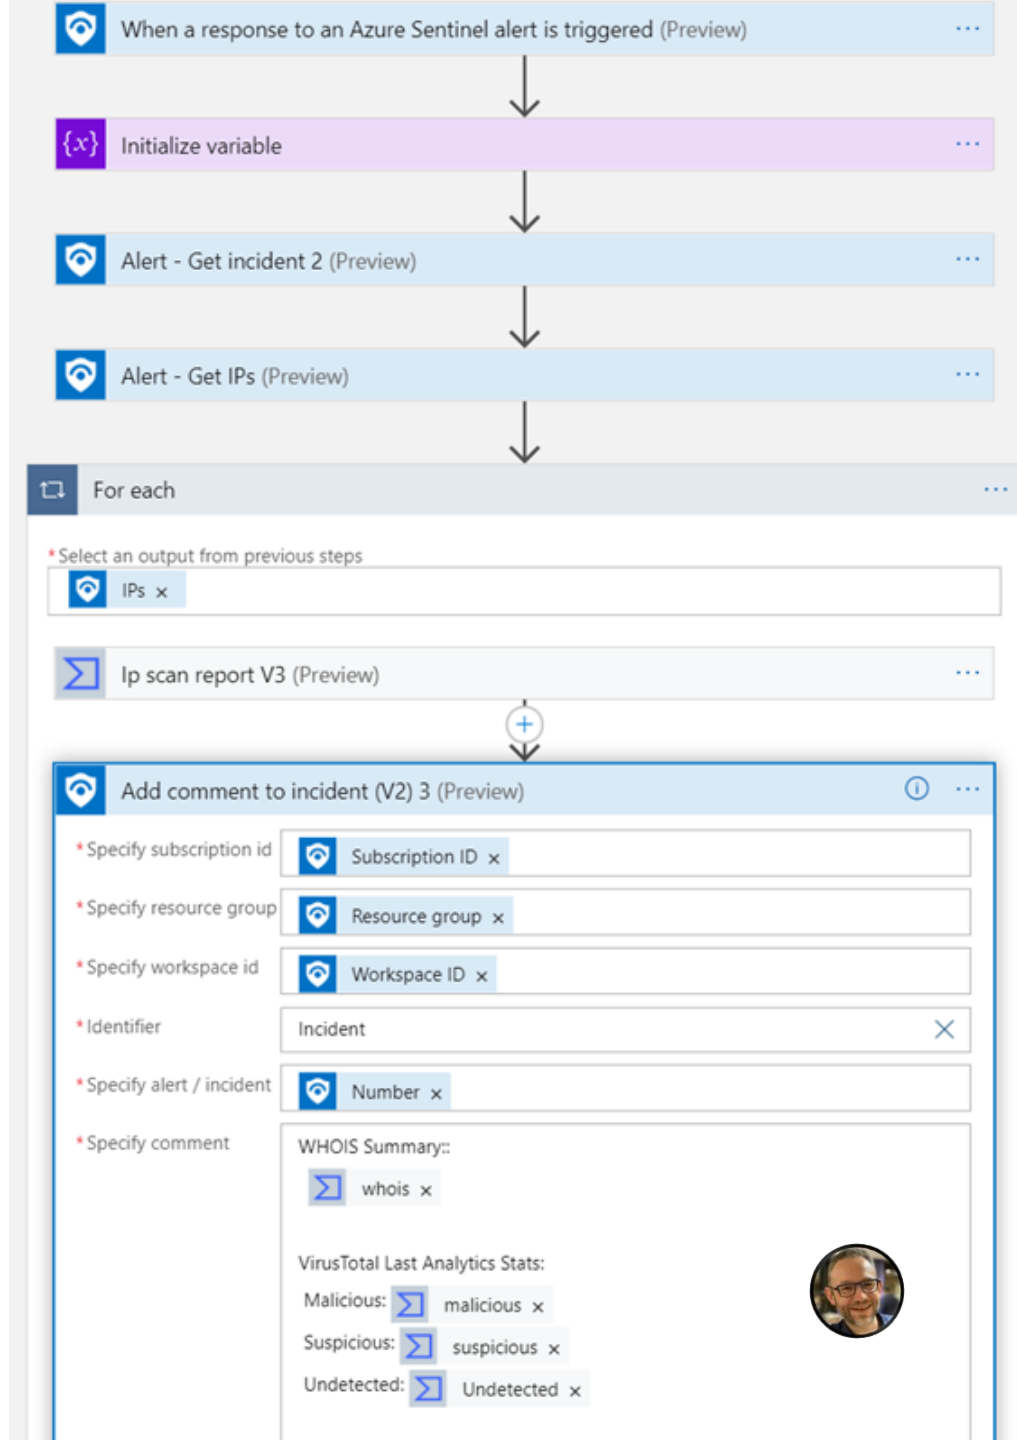 When a response to an Azure Sentinel alert is triggered (Preview)
{x} Initialize variable
Alert - Get incident 2 (Preview)
Alert - Get IPs (Preview)
For each
*Select an output from previous steps
IPs ×
Ip scan report V3 (Preview)
Add comment to incident (V2) 3 (Preview)
*Specify subscription id Subscription ID ×
*Specify resource group Resource group ×
*Specify workspace id Workspace ID ×
*Identifier Incident
*Specify alert / incident Number ×
*Specify comment WHOIS Summary::
whois ×
VirusTotal Last Analytics Stats:
Malicious: malicious ×
Suspicious: suspicious ×
Undetected: Undetected ×